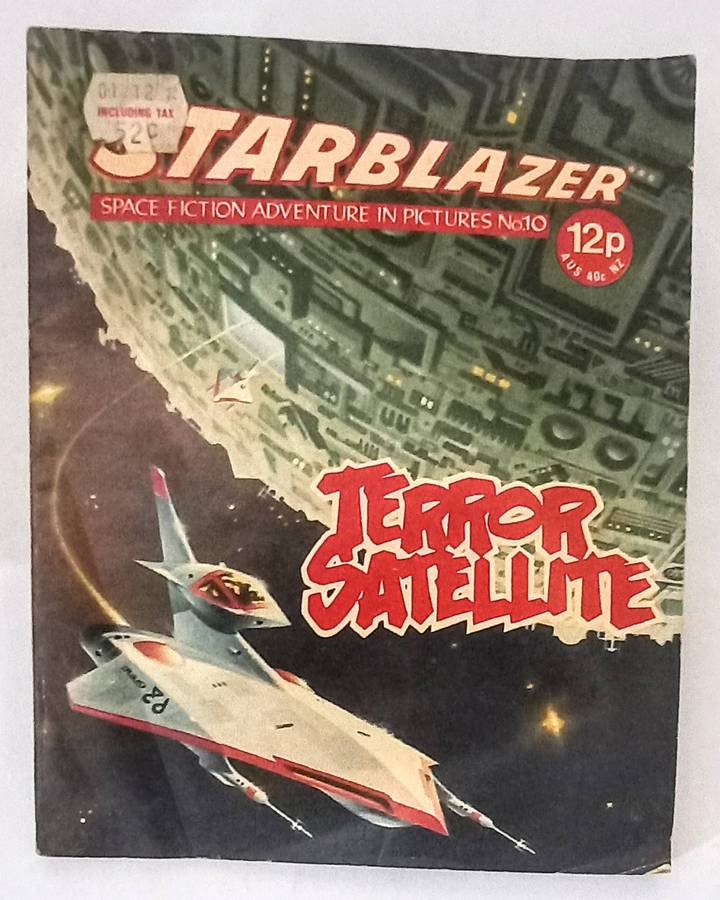 INCLUDING TAX
52c
STARBLAZER
SPACE FICTION ADVENTURE IN PICTURES No.10
12p
AUS 40c NZ
TERROR
SATELLITE